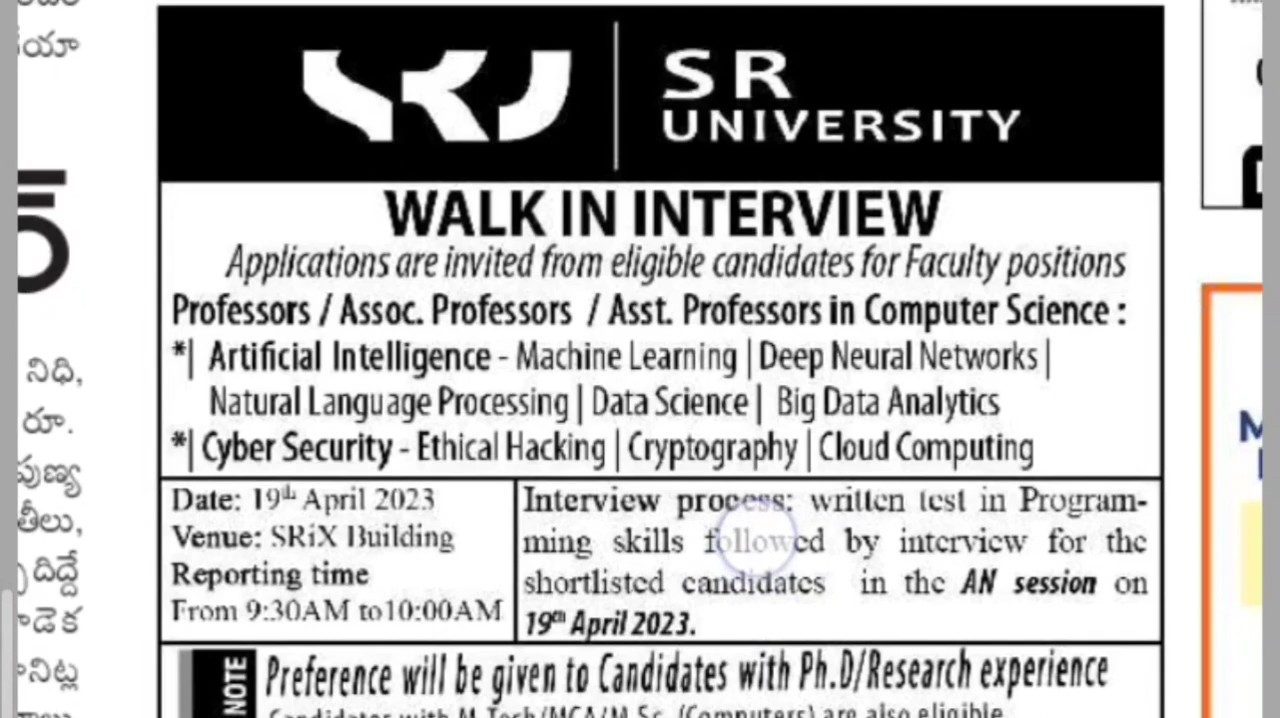 యా
నిధి,
రూ.
పుణ్య
తీలు,
దిద్దే
డెక
నిట్ల
SR
UNIVERSITY
WALK IN INTERVIEW
Applications are invited from eligible candidates for Faculty positions
Professors / Assoc. Professors / Asst. Professors in Computer Science :
*| Artificial Intelligence - Machine Learning | Deep Neural Networks |
Natural Language Processing | Data Science | Big Data Analytics
*| Cyber Security - Ethical Hacking | Cryptography | Cloud Computing
Date: 19th April 2023
Venue: SRiX Building
Reporting time
From 9:30AM to10:00AM
Interview process: written test in Program-
ming skills followed by interview for the
shortlisted candidates in the AN session on
19th April 2023.
NOTE
Preference will be given to Candidates with Ph.D/Research experience
Candidates with M.Tech/MCA/M.Sc. (Computers) are also eligible